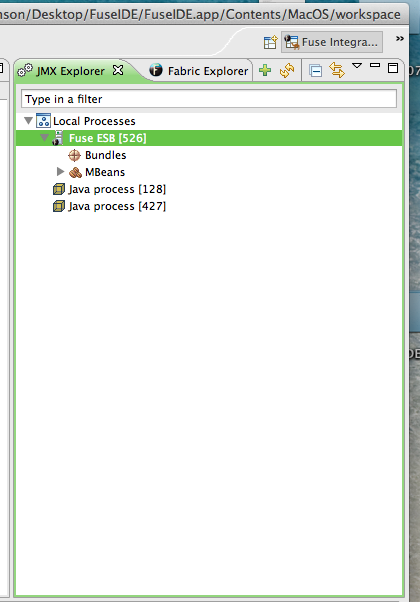 nson/Desktop/FuseIDE/FuseIDE.app/Contents/MacOS/workspace
Fuse Integra... »
JMX Explorer Fabric Explorer
Type in a filter
Local Processes
Fuse ESB [526]
Bundles
MBeans
Java process [128]
Java process [427]